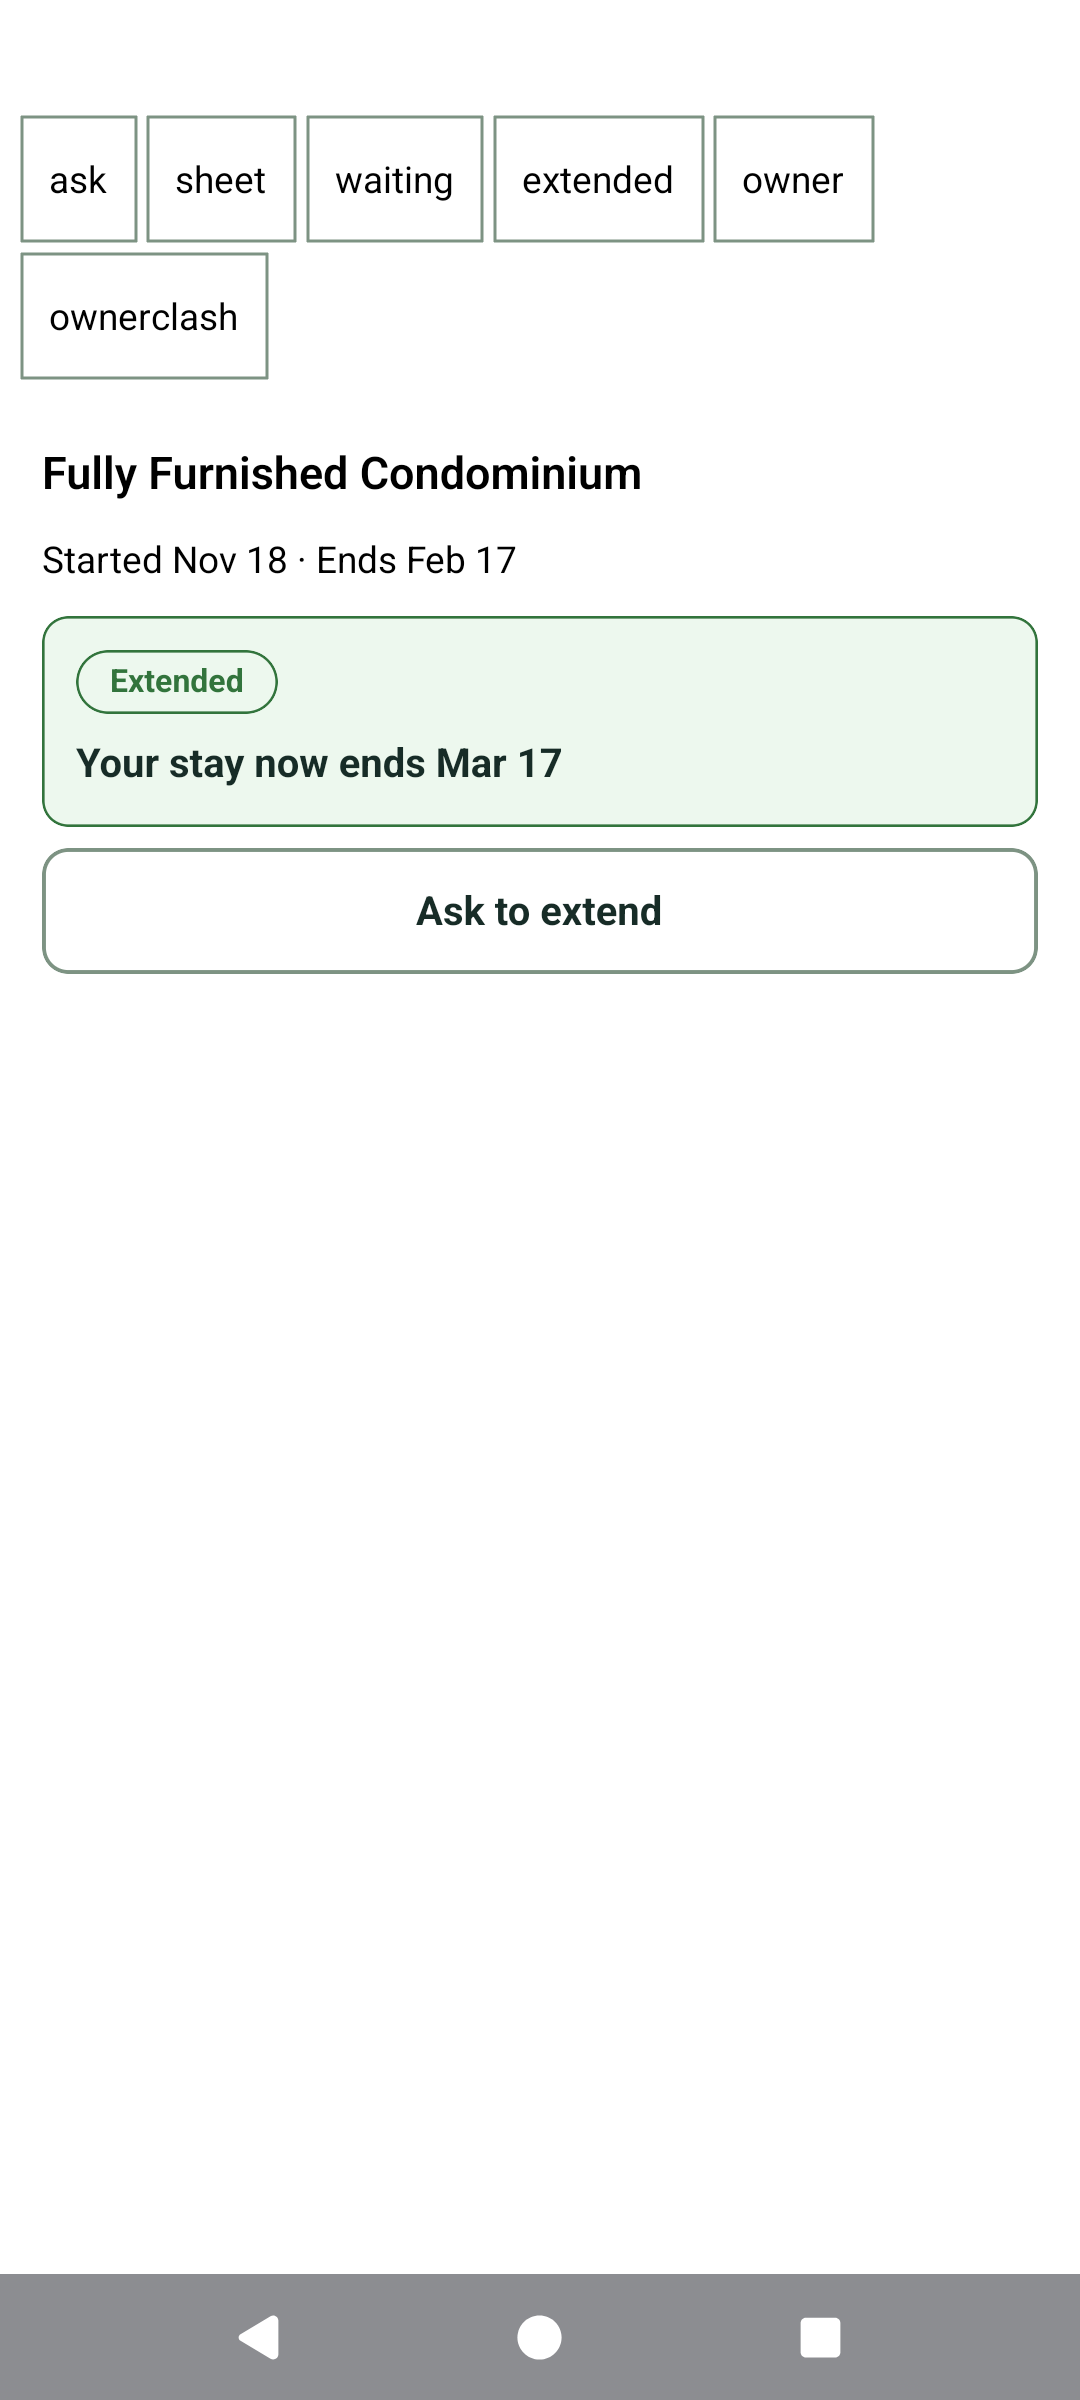 ask sheet waiting extended owner
ownerclash
Fully Furnished Condominium
Started Nov 18 · Ends Feb 17
Extended
Your stay now ends Mar 17
Ask to extend